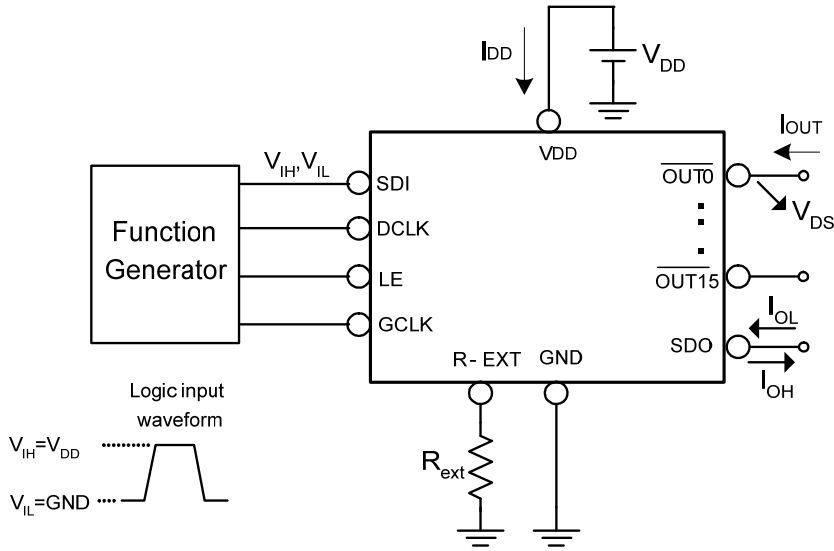 IDD
VDD
IOUT
VIH,VIL
VDD
SDI
OUT0
VDS
Function
Generator
DCLK
LE
OUT15
GCLK
IOL
SDO
R-EXT
GND
IOH
Logic input
waveform
VIH=VDD
Rext
VIL=GND